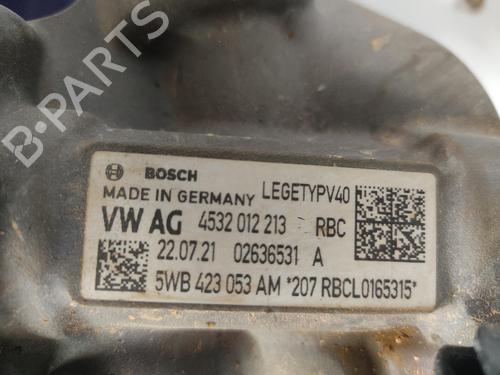 B-Parts
BOSCH
MADE IN GERMANY LEGETYPV40
VW AG 4532 012 213 RBC
22.07.21 02636531 A
5WB 423 053 AM *207 RBCL0165315*